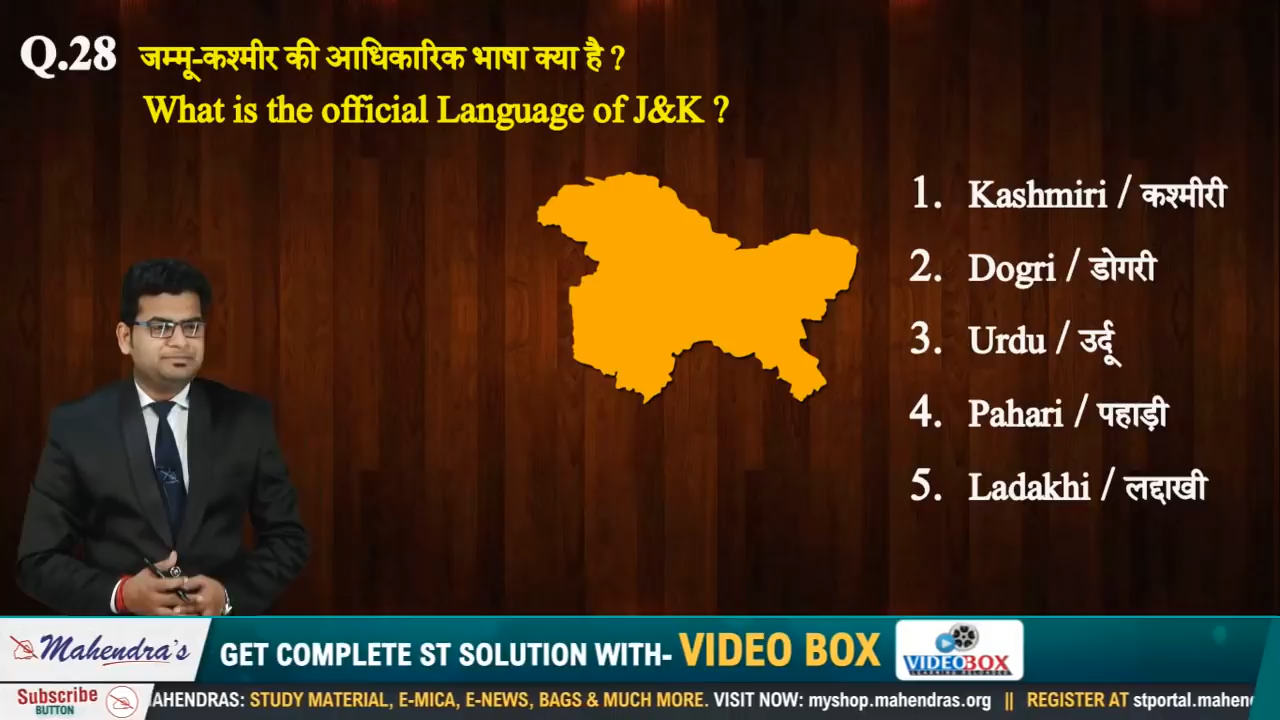 Q.28 जम्मू-कश्मीर की आधिकारिक भाषा क्या है ?
What is the official Language of J&K ?
1. Kashmiri / कश्मीरी
2. Dogri / डोगरी
3. Urdu / उर्दू
4. Pahari / पहाड़ी
5. Ladakhi / लद्दाखी
Mahendra's
GET COMPLETE ST SOLUTION WITH- VIDEO BOX
VIDEOBOX
LEARNING RELOADED
Subscribe
BUTTON
AHENDRAS: STUDY MATERIAL, E-MICA, E-NEWS, BAGS & MUCH MORE. VISIT NOW: myshop.mahendras.org || REGISTER AT stportal.mahend